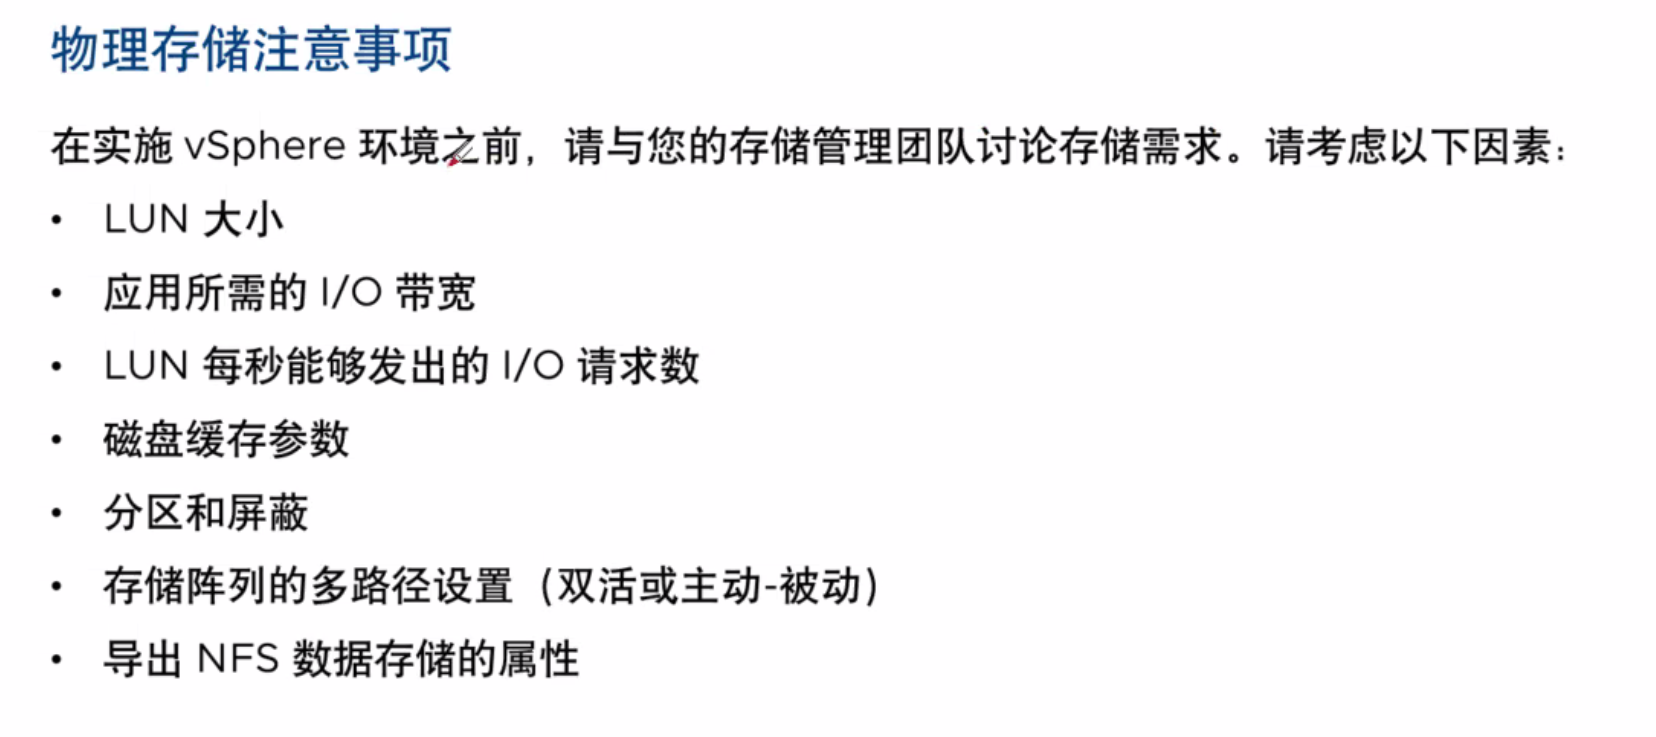 物理存储注意事项
在实施 vSphere 环境之前，请与您的存储管理团队讨论存储需求。请考虑以下因素：
• LUN 大小
• 应用所需的 I/O 带宽
• LUN 每秒能够发出的 I/O 请求数
• 磁盘缓存参数
• 分区和屏蔽
• 存储阵列的多路径设置（双活或主动-被动）
• 导出 NFS 数据存储的属性